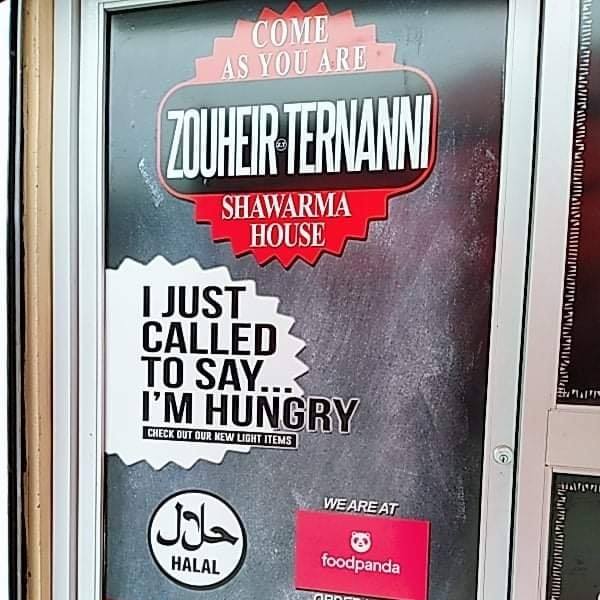 COME
AS YOU ARE
ZOUHEIR Z.T TERNANNI
SHAWARMA
HOUSE
I JUST
CALLED
TO SAY...
I'M HUNGRY
CHECK OUT OUR NEW LIGHT ITEMS
حلال
HALAL
WE ARE AT
foodpanda